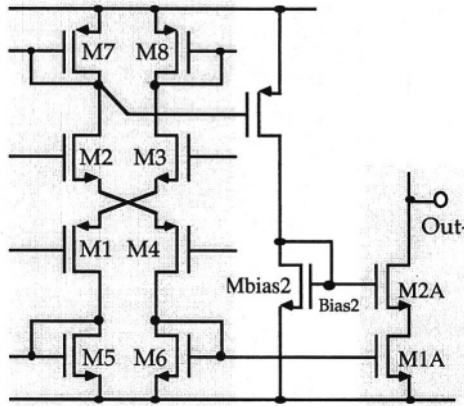 M7 M8
M2 M3
Out-
M1 M4
Mbias2 Bias2 M2A
M5 M6 M1A